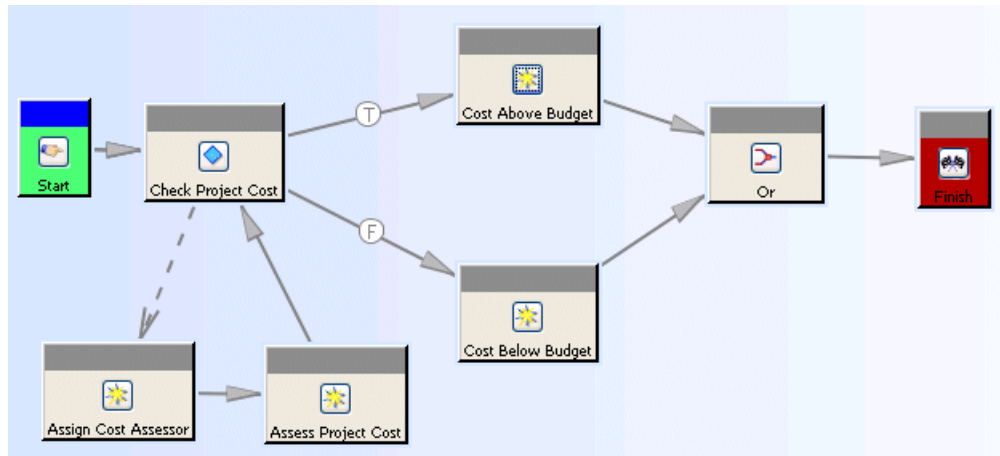 Start
Check Project Cost
T
Cost Above Budget
F
Cost Below Budget
Or
Finish
Assign Cost Assessor
Assess Project Cost